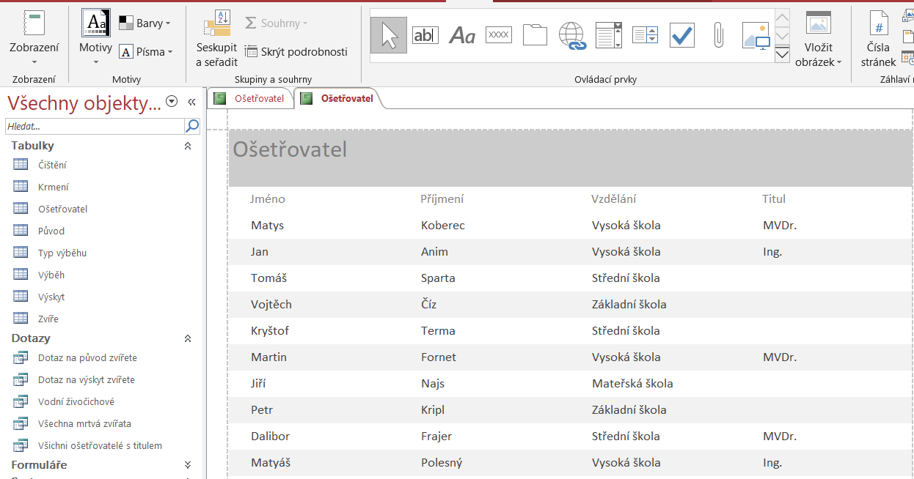 Zobrazení
Motivy
Barvy
Písma
Seskupit
a seřadit
Souhrny
Skrýt podrobnosti
ab|
Aa
XXXX
Vložit
obrázek
Čísla
stránek
Zobrazení
Motivy
Skupiny a souhrny
Ovládací prvky
Záhlaví
Všechny objekty...
Hledat...
Tabulky
Čištění
Krmení
Ošetřovatel
Původ
Typ výběhu
Výběh
Výskyt
Zvíře
Dotazy
Dotaz na původ zvířete
Dotaz na výskyt zvířete
Vodní živočichové
Všechna mrtvá zvířata
Všichni ošetřovatelé s titulem
Formuláře
Ošetřovatel Ošetřovatel
Ošetřovatel
Jméno Příjmení Vzdělání Titul
Matys Koberec Vysoká škola MVDr.
Jan Anim Vysoká škola Ing.
Tomáš Sparta Střední škola
Vojtěch Číz Základní škola
Kryštof Terma Střední škola
Martin Fornet Vysoká škola MVDr.
Jiří Najs Mateřská škola
Petr Kripl Základní škola
Dalibor Frajer Střední škola MVDr.
Matyáš Polesný Vysoká škola Ing.